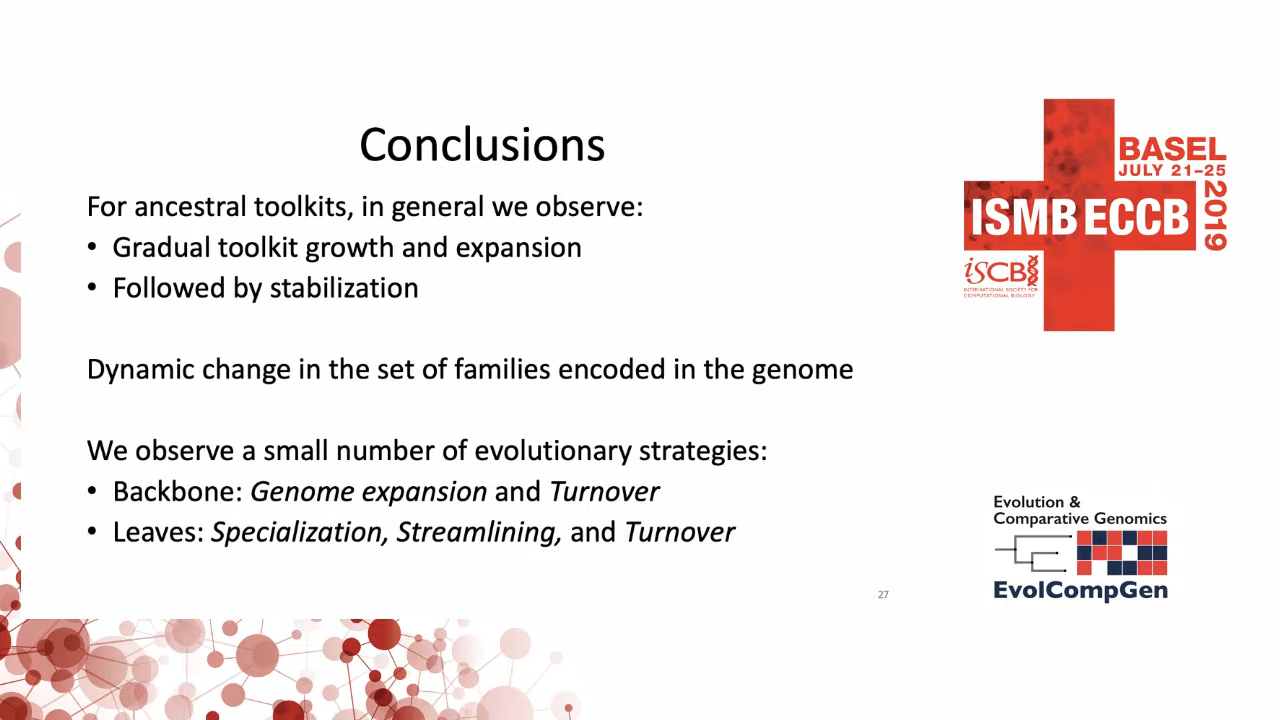 Conclusions
For ancestral toolkits, in general we observe:
• Gradual toolkit growth and expansion
• Followed by stabilization
Dynamic change in the set of families encoded in the genome
We observe a small number of evolutionary strategies:
• Backbone: Genome expansion and Turnover
• Leaves: Specialization, Streamlining, and Turnover
27
BASEL
JULY 21–25
2019
ISMB ECCB
iSCB
INTERNATIONAL SOCIETY FOR
COMPUTATIONAL BIOLOGY
Evolution &
Comparative Genomics
EvolCompGen